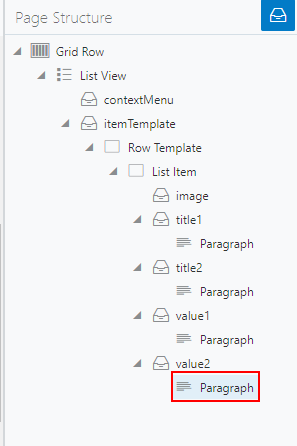 Page Structure
Grid Row
List View
contextMenu
itemTemplate
Row Template
List Item
image
title1
Paragraph
title2
Paragraph
value1
Paragraph
value2
Paragraph